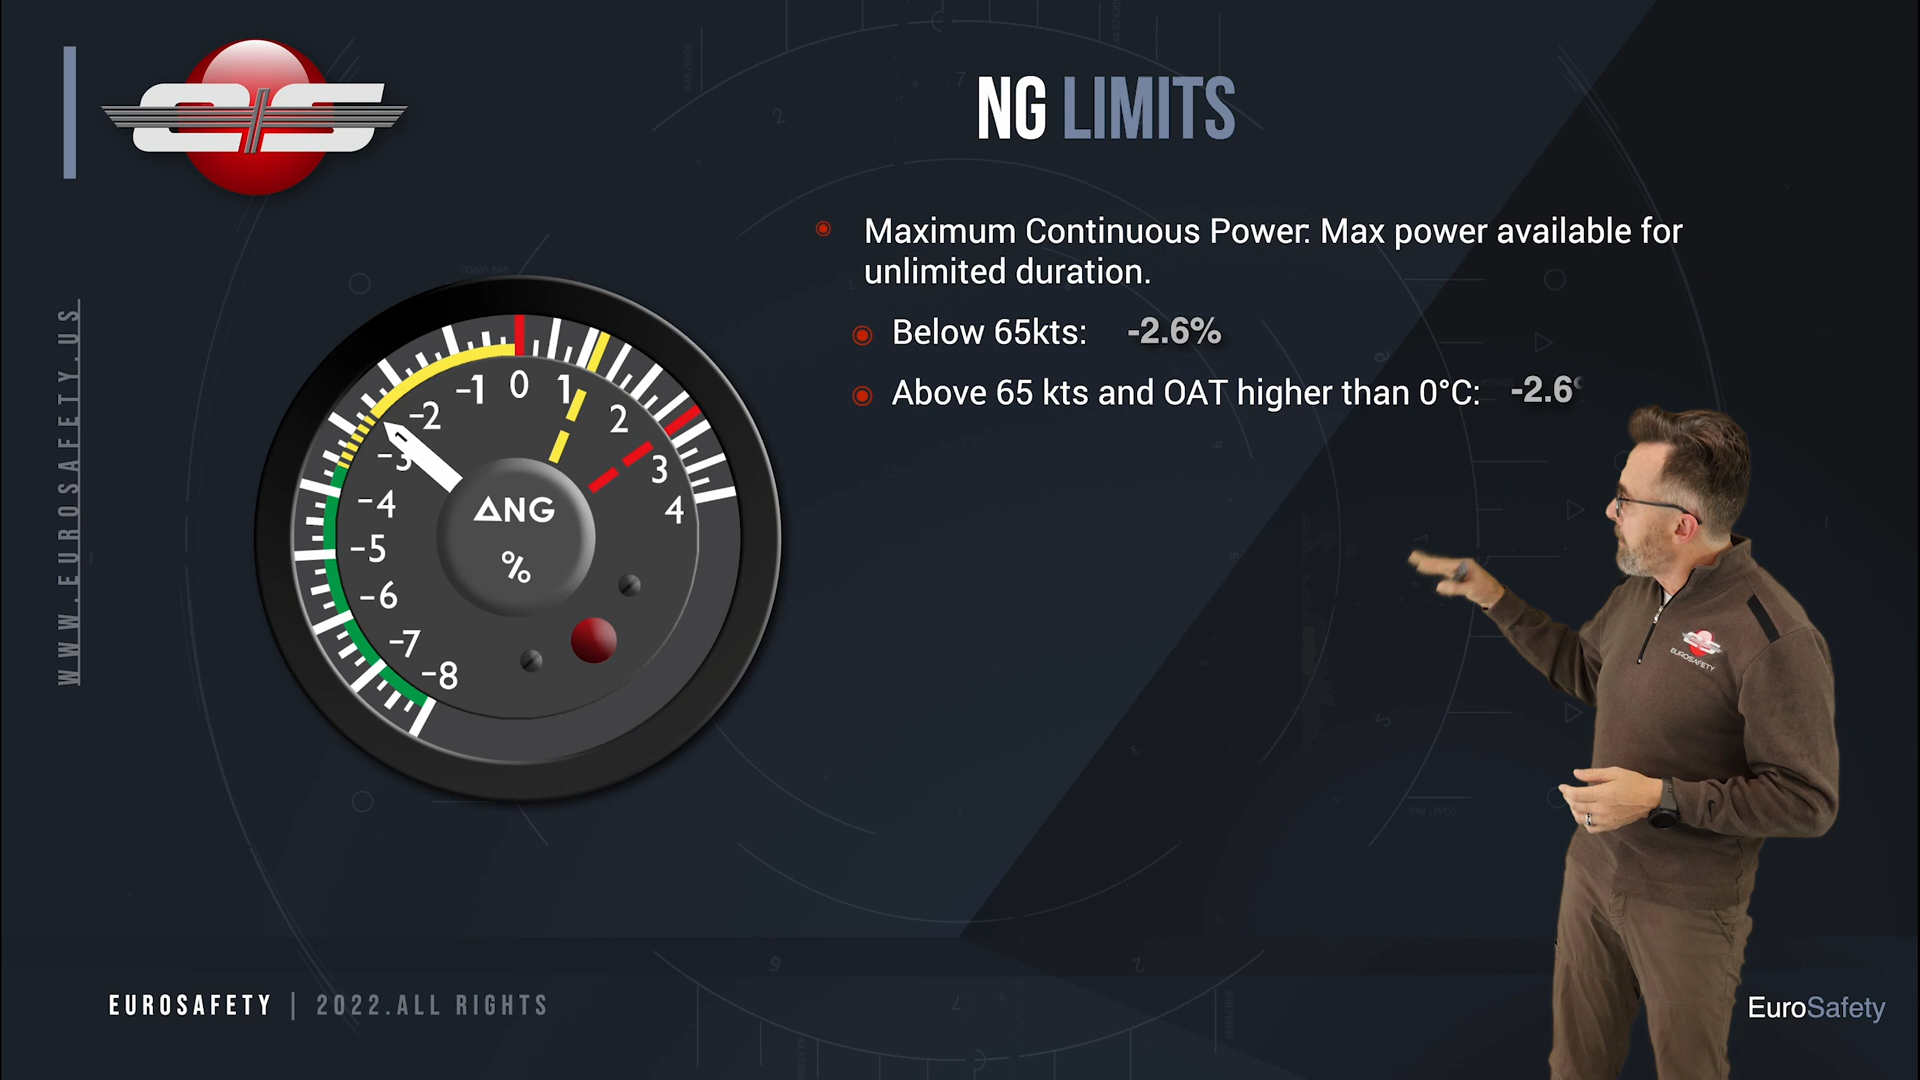 NG LIMITS
Maximum Continuous Power: Max power available for
unlimited duration.
Below 65kts: -2.6%
Above 65 kts and OAT higher than 0°C: -2.6
WWW.EUROSAFETY.US
-1 0 1
-2 2
-3 3
-4 4
-5
-6
-7
-8
ΔNG
%
EUROSAFETY
EUROSAFETY | 2022.ALL RIGHTS
EuroSafety